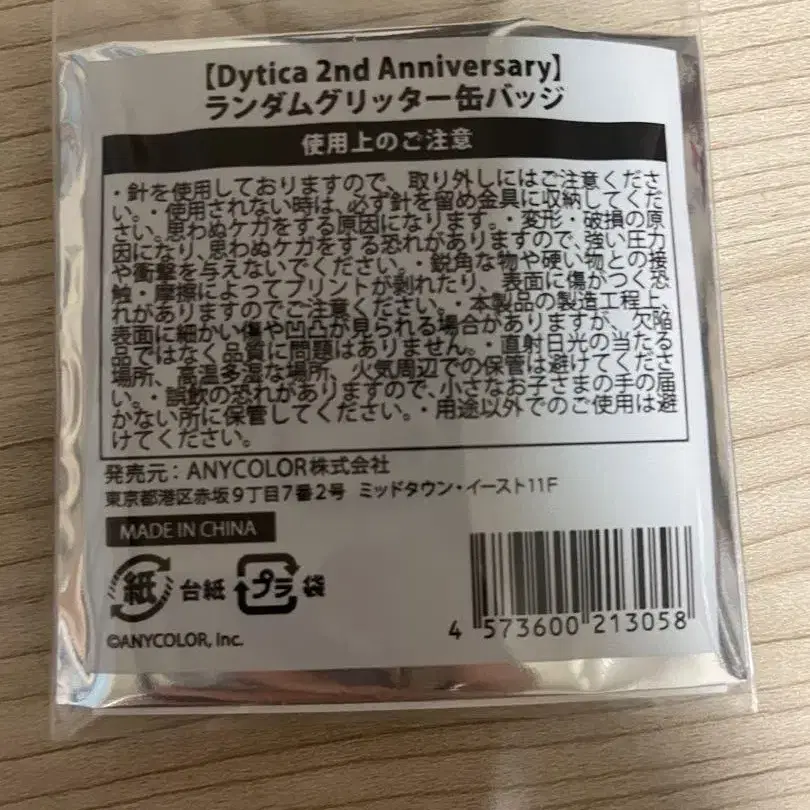 【Dytica 2nd Anniversary】
ランダムグリッター缶バッジ
使用上のご注意
・針を使用しておりますので、取り外しにはご注意くださ
い。・使用されない時は、必ず針を留め金具に収納してくだ
さい。思わぬケガをする原因になります。・変形・破損の原
因になり、思わぬケガをする恐れがありますので、強い圧力
や衝撃を与えないでください。・鋭角な物や硬い物との接
触・摩擦によってプリントが剥れたり、表面に傷がつく恐
れがありますのでご注意ください。・本製品の製造工程上、
表面に細かい傷や凹凸が見られる場合がありますが、欠陥
品ではなく品質に問題はありません。・直射日光の当たる
場所、高温多湿な場所、火気周辺での保管は避けてくださ
い。・誤飲の恐れがありますので、小さなお子さまの手の届
かない所に保管してください。・用途以外でのご使用は避
けてください。
発売元：ANYCOLOR株式会社
東京都港区赤坂9丁目7番2号 ミッドタウン・イースト11F
MADE IN CHINA
紙 台紙 プラ 袋
©ANYCOLOR, Inc.
4 573600 213058